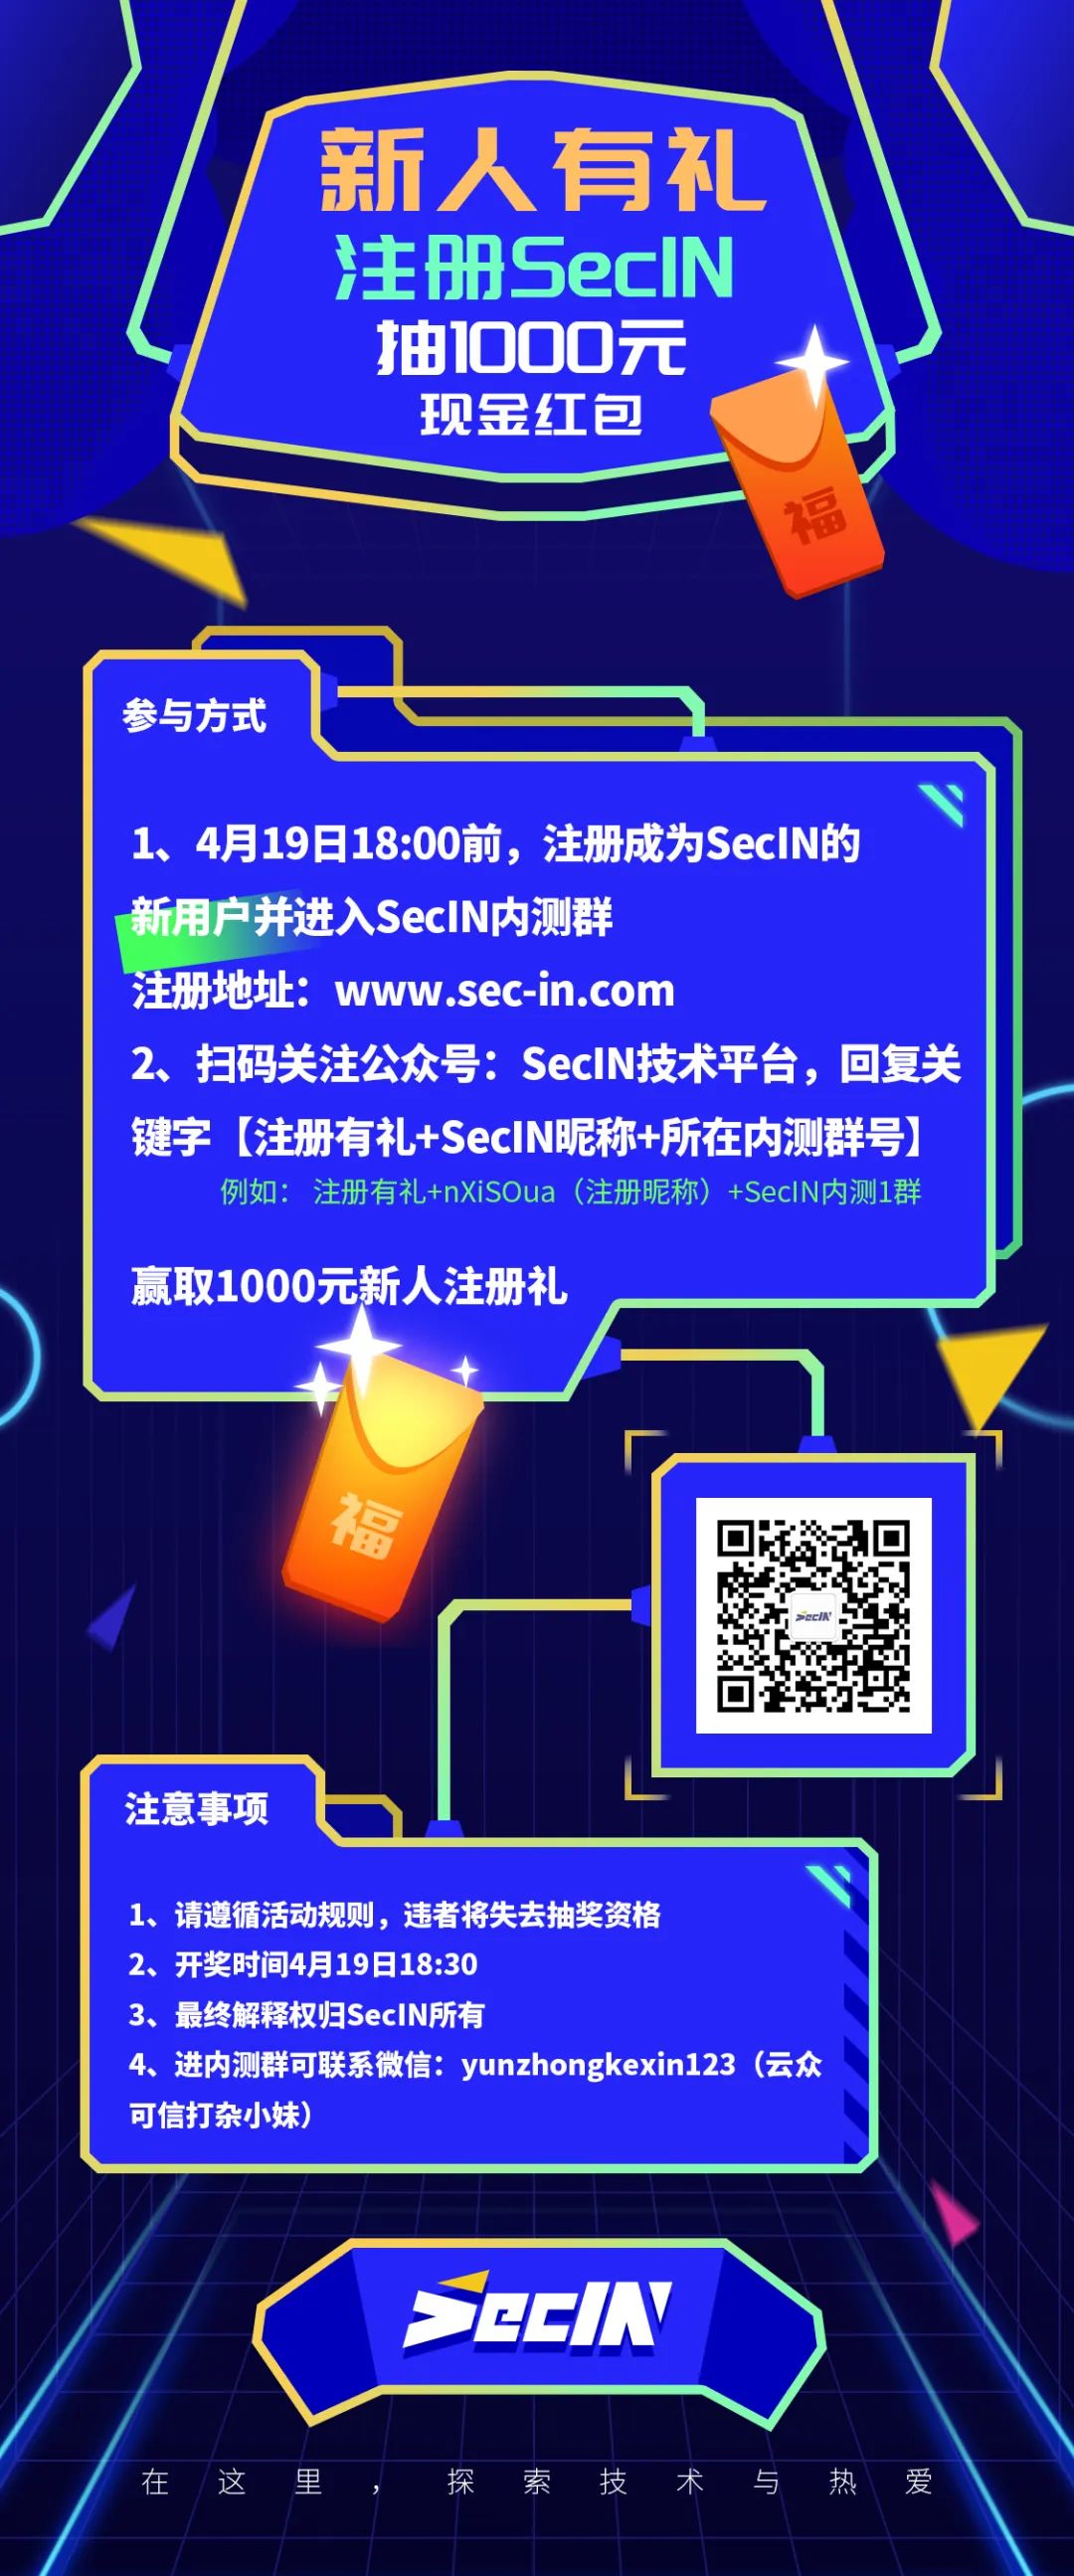 新人有礼
注册SecIN
抽1000元
现金红包
福
参与方式
1、4月19日18:00前，注册成为SecIN的
新用户并进入SecIN内测群
注册地址：www.sec-in.com
2、扫码关注公众号：SecIN技术平台，回复关
键字【注册有礼+SecIN昵称+所在内测群号】
例如： 注册有礼+nXiSOua（注册昵称）+SecIN内测1群
赢取1000元新人注册礼
福
SecIN
注意事项
1、请遵循活动规则，违者将失去抽奖资格
2、开奖时间4月19日18:30
3、最终解释权归SecIN所有
4、进内测群可联系微信：yunzhongkexin123（云众
可信打杂小妹）
SecIN
在这里，探索技术与热爱